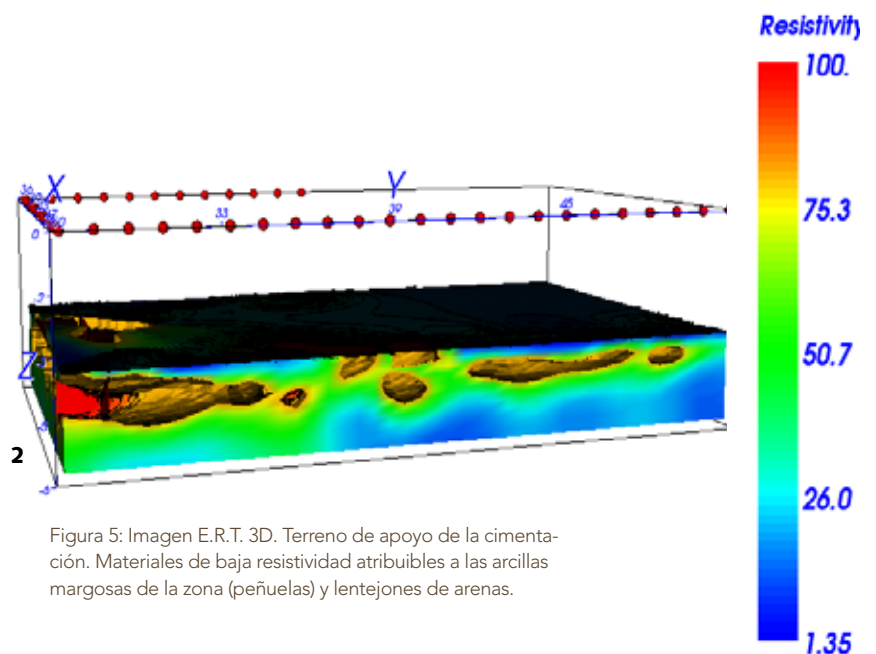 Resistivity
100.
X
Y
33
39
45
0
75.3
-2
50.7
Z
26.0
2
1.35
Figura 5: Imagen E.R.T. 3D. Terreno de apoyo de la cimenta-
ción. Materiales de baja resistividad atribuibles a las arcillas
margosas de la zona (peñuelas) y lentejones de arenas.